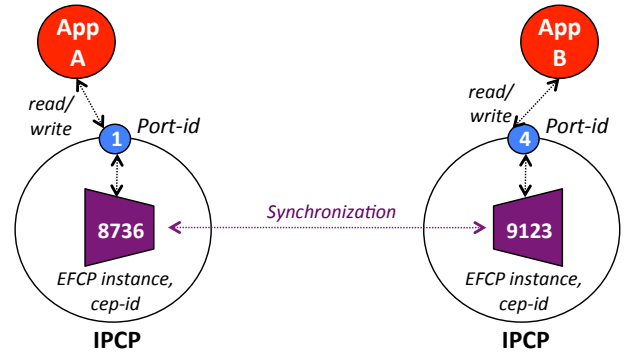 App
A
App
B
read/
write
read/
write
1
Port-id
4
Port-id
8736
Synchronization
9123
EFCP instance,
cep-id
EFCP instance,
cep-id
IPCP
IPCP